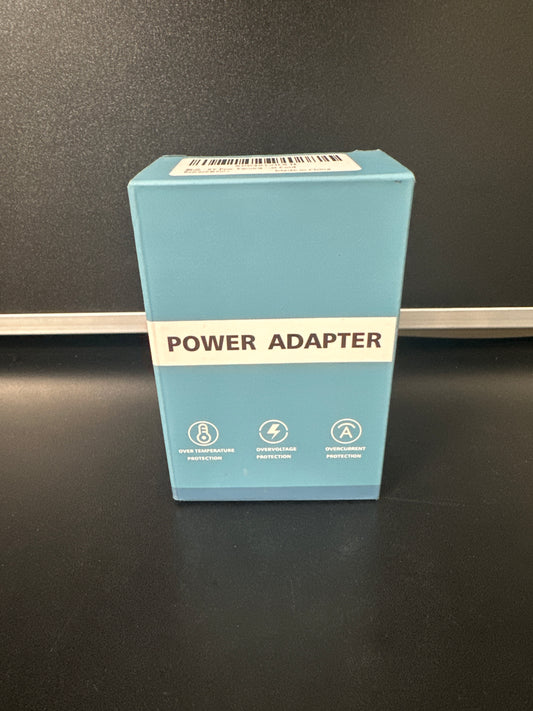 POWER ADAPTER
OVER TEMPERATURE
PROTECTION
OVERVOLTAGE
PROTECTION
A
OVERCURRENT
PROTECTION